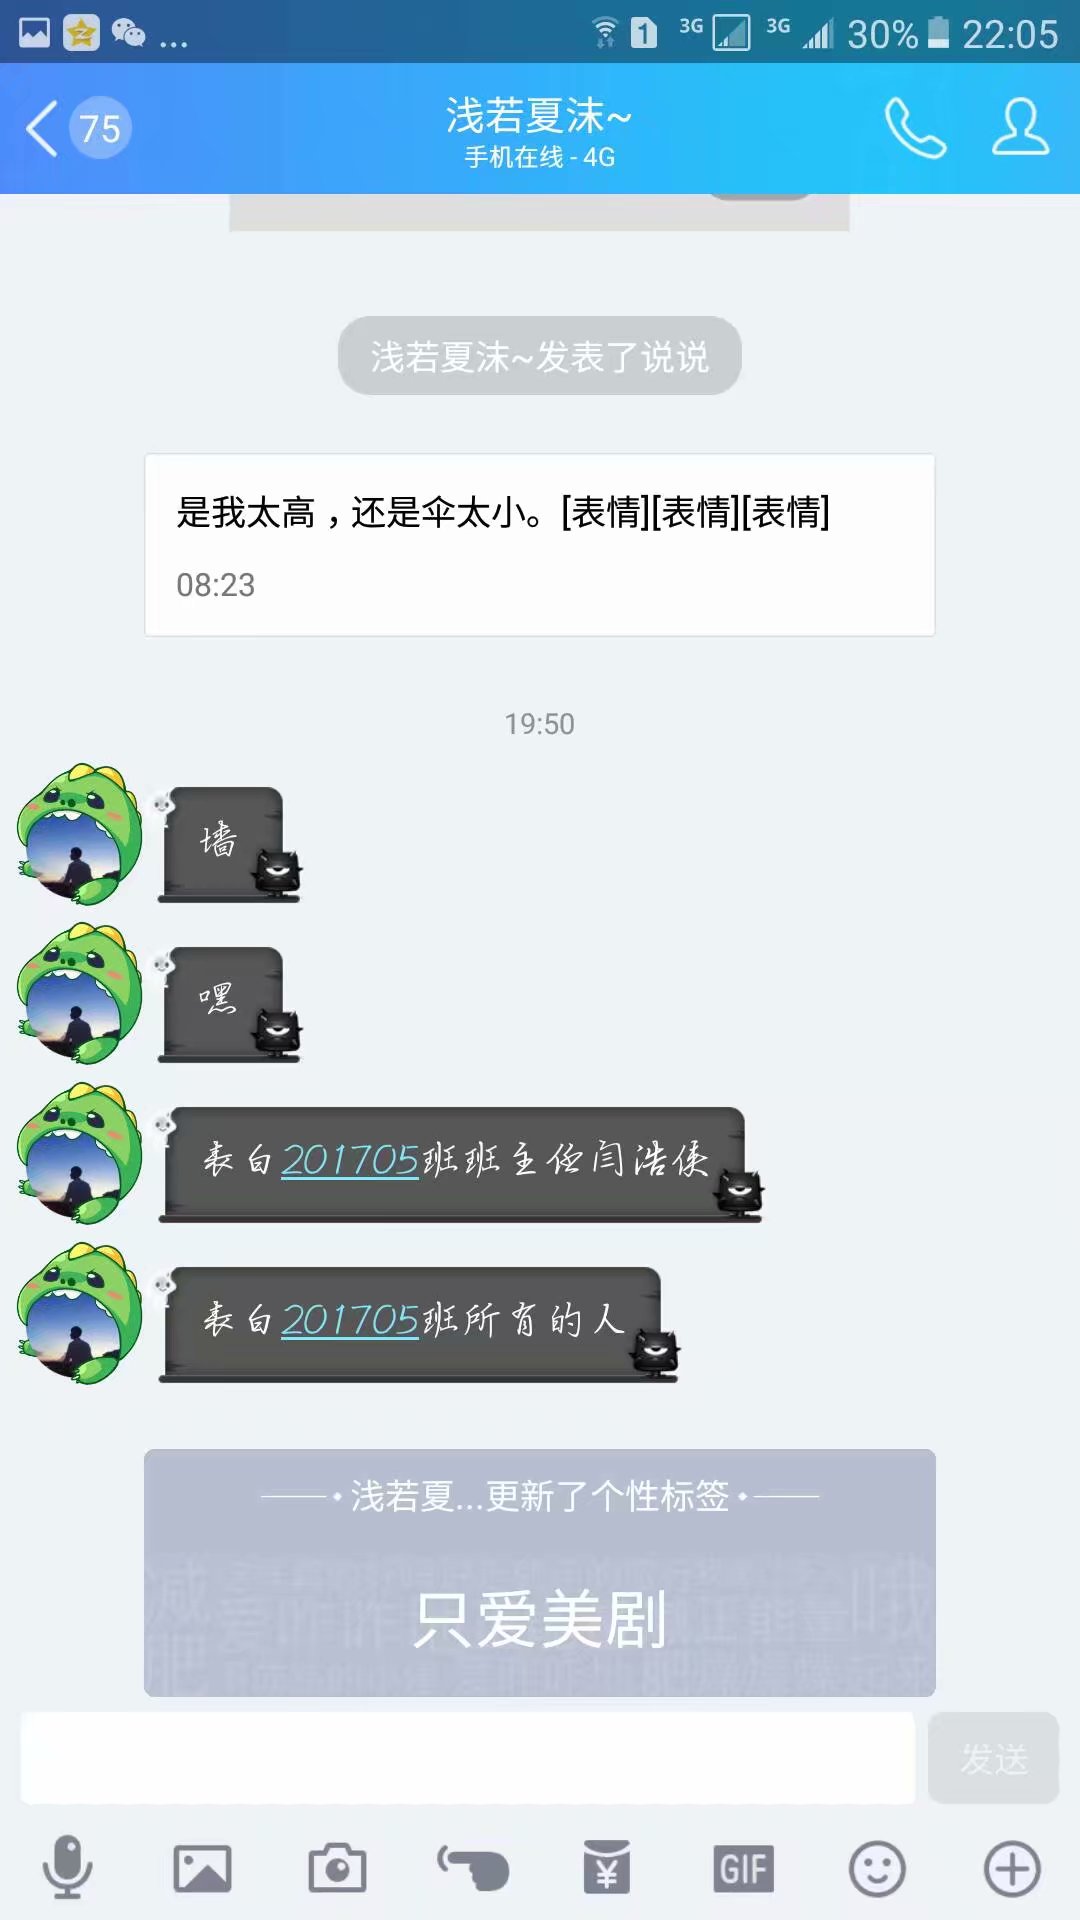 ... 1 3G 3G 30% 22:05
75 浅若夏沫~
手机在线 - 4G
浅若夏沫~发表了说说
是我太高，还是伞太小。[表情][表情][表情]
08:23
19:50
墙
嘿
表白201705班班主任闫浩使
表白201705班所有的人
浅若夏...更新了个性标签
只爱美剧
发送
GIF